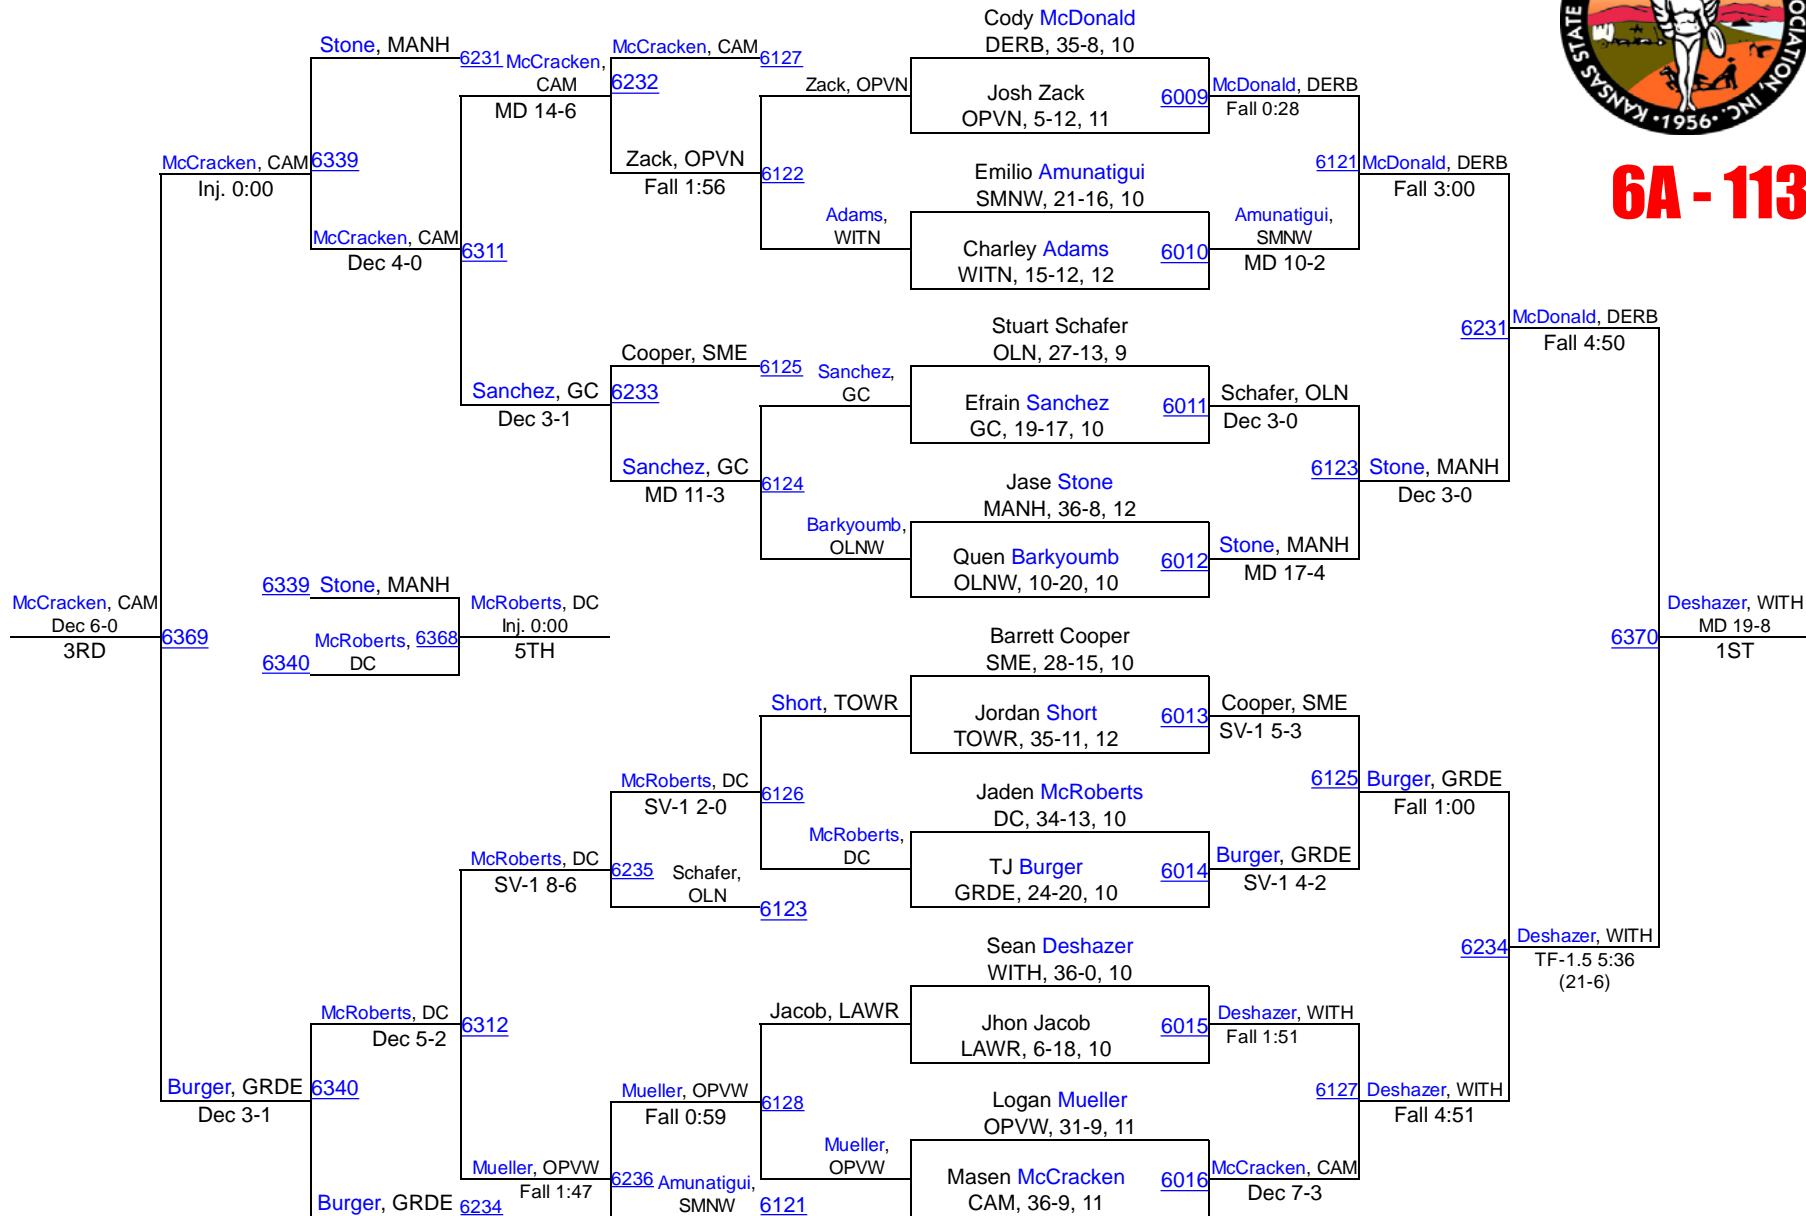 Cody McDonald
DERB, 35-8, 10
Josh Zack
OPVN, 5-12, 11
6009
Emilio Amunatigui
SMNW, 21-16, 10
Charley Adams
WITN, 15-12, 12
6010
Stuart Schafer
OLN, 27-13, 9
Efrain Sanchez
GC, 19-17, 10
6011
Jase Stone
MANH, 36-8, 12
Quen Barkyoumb
OLNW, 10-20, 10
6012
Barrett Cooper
SME, 28-15, 10
Jordan Short
TOWR, 35-11, 12
6013
Jaden McRoberts
DC, 34-13, 10
TJ Burger
GRDE, 24-20, 10
6014
Sean Deshazer
WITH, 36-0, 10
Jhon Jacob
LAWR, 6-18, 10
6015
Logan Mueller
OPVW, 31-9, 11
Masen McCracken
CAM, 36-9, 11
6016
McDonald, DERB
Fall 0:28
Amunatigui,
SMNW
MD 10-2
Schafer, OLN
Dec 3-0
Stone, MANH
MD 17-4
Cooper, SME
SV-1 5-3
Burger, GRDE
SV-1 4-2
Deshazer, WITH
Fall 1:51
McCracken, CAM
Dec 7-3
6121
McDonald, DERB
Fall 3:00
6123
Stone, MANH
Dec 3-0
6125
Burger, GRDE
Fall 1:00
6127
Deshazer, WITH
Fall 4:51
6231
McDonald, DERB
Fall 4:50
6234
Deshazer, WITH
TF-1.5 5:36
(21-6)
6370
Deshazer, WITH
MD 19-8
1ST
Zack, OPVN
Adams,
WITN
6122
Sanchez,
GC
Barkyoumb,
OLNW
6124
Short, TOWR
McRoberts,
DC
6126
Jacob, LAWR
Mueller,
OPVW
6128
McCracken, CAM
6127
Zack, OPVN
Fall 1:56
6232
Cooper, SME
6125
Sanchez, GC
MD 11-3
6233
McRoberts, DC
SV-1 2-0
6235
Schafer,
OLN
6123
Mueller, OPVW
Fall 0:59
6236
Amunatigui,
SMNW
6121
McCracken,
CAM
MD 14-6
Sanchez, GC
Dec 3-1
6311
McRoberts, DC
SV-1 8-6
Mueller, OPVW
Fall 1:47
6312
Stone, MANH
6231
McCracken, CAM
Dec 4-0
6339
McRoberts, DC
Dec 5-2
6340
Burger, GRDE
6234
McCracken, CAM
Inj. 0:00
Burger, GRDE
Dec 3-1
6369
McCracken, CAM
Dec 6-0
3RD
6339
Stone, MANH
6340
McRoberts,
DC
6368
McRoberts, DC
Inj. 0:00
5TH
6A - 113
KANSAS STATE
OCIATION, INC.
•1956•